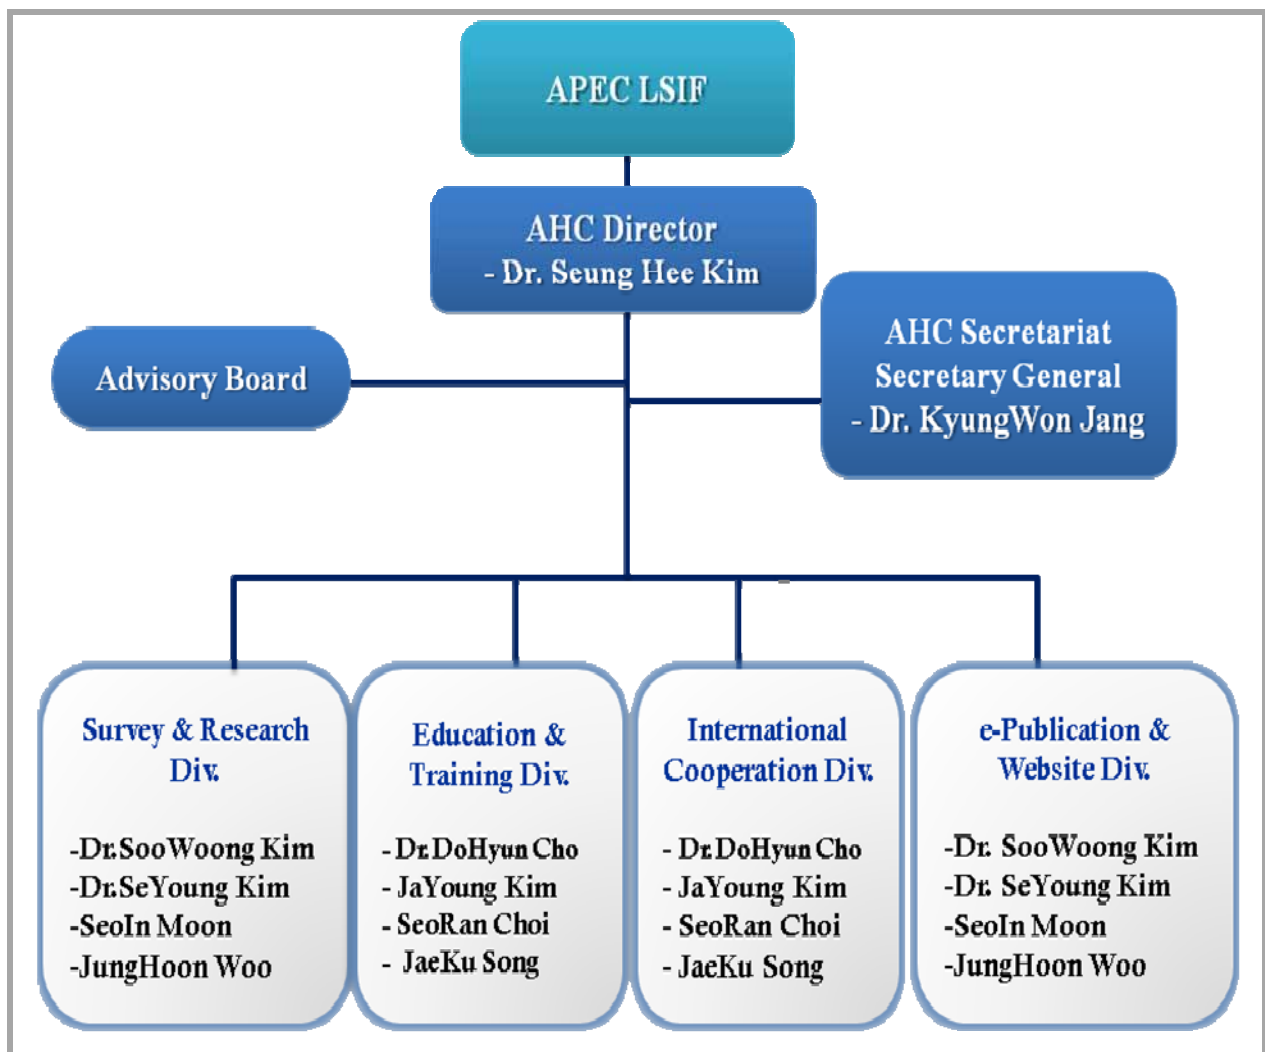 APEC LSIF
AHC Director
- Dr. Seung Hee Kim
AHC Secretariat
Secretary General
- Dr. KyungWon Jang
Advisory Board
Survey & Research
Div.
-Dr.SooWoong Kim
-Dr.SeYoung Kim
-SeoIn Moon
-JungHoon Woo
Education &
Training Div.
- Dr.DoHyun Cho
- JaYoung Kim
- SeoRan Choi
- JaeKu Song
International
Cooperation Div.
- Dr.DoHyun Cho
- JaYoung Kim
- SeoRan Choi
- JaeKu Song
e-Publication &
Website Div.
-Dr. SooWoong Kim
-Dr. SeYoung Kim
-SeoIn Moon
-JungHoon Woo